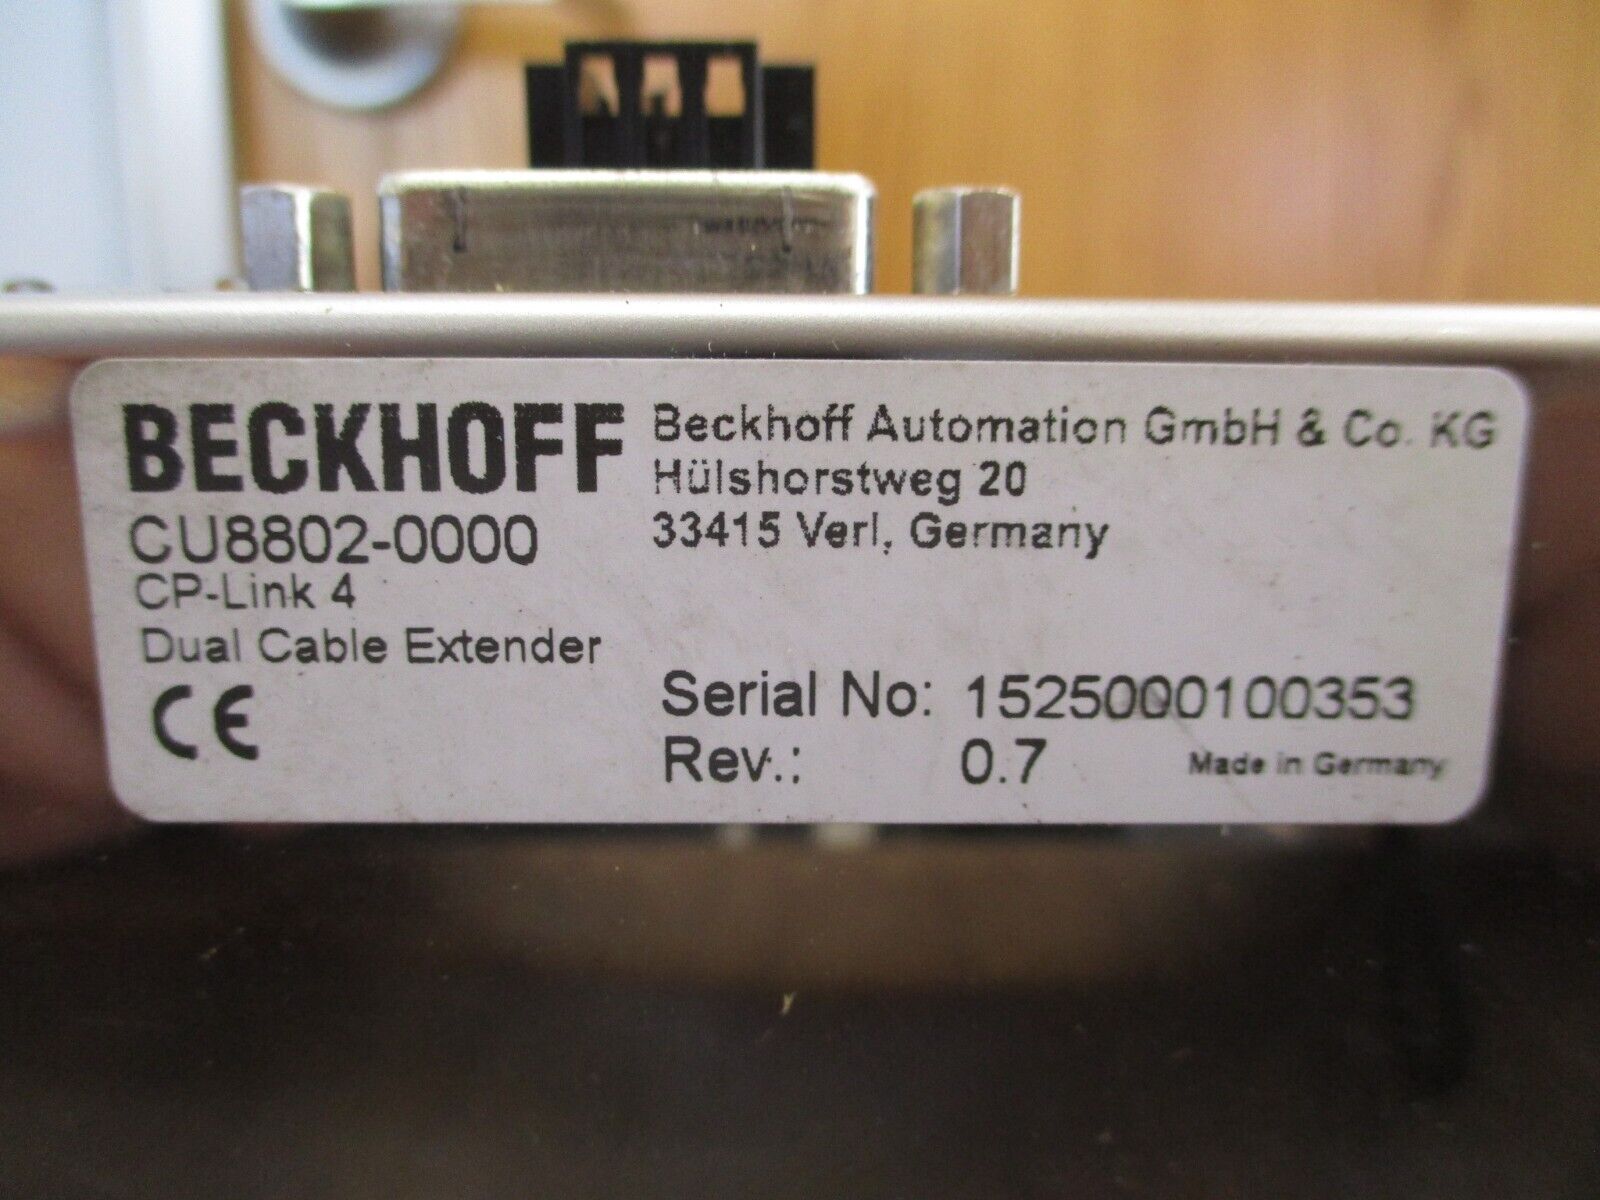 BECKHOFF
CU8802-0000
CP-Link 4
Dual Cable Extender
CE
Beckhoff Automation GmbH & Co. KG
Hülshorstweg 20
33415 Verl, Germany
Serial No: 1525000100353
Rev.: 0.7
Made in Germany